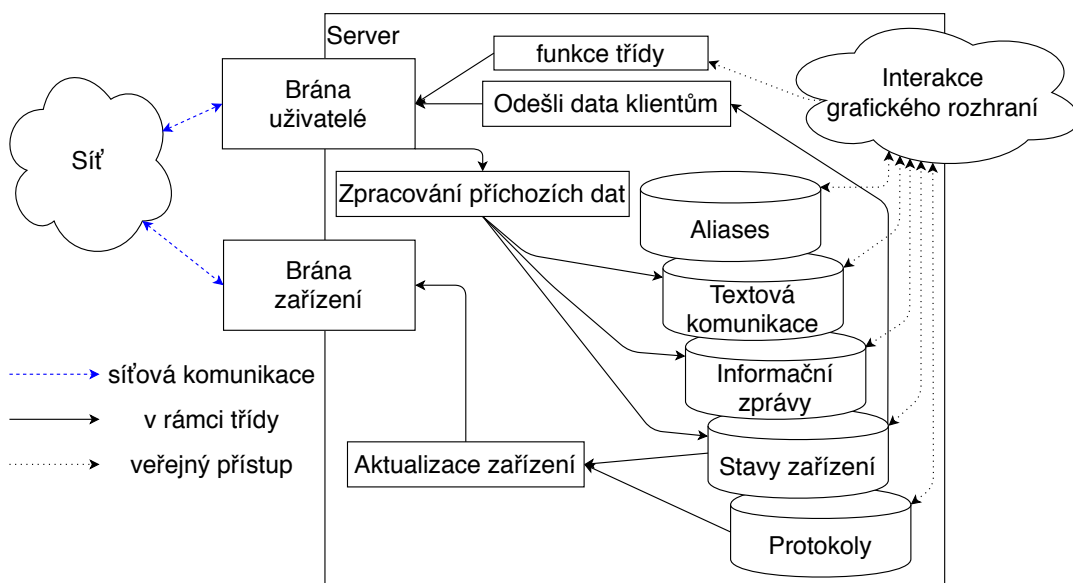 Server
funkce třídy
Interakce
grafického rozhraní
Brána
uživatelé
Odešli data klientům
Síť
Zpracování příchozích dat
Aliases
Brána
zařízení
Textová
komunikace
Informační
zprávy
síťová komunikace
v rámci třídy
veřejný přístup
Aktualizace zařízení
Stavy zařízení
Protokoly